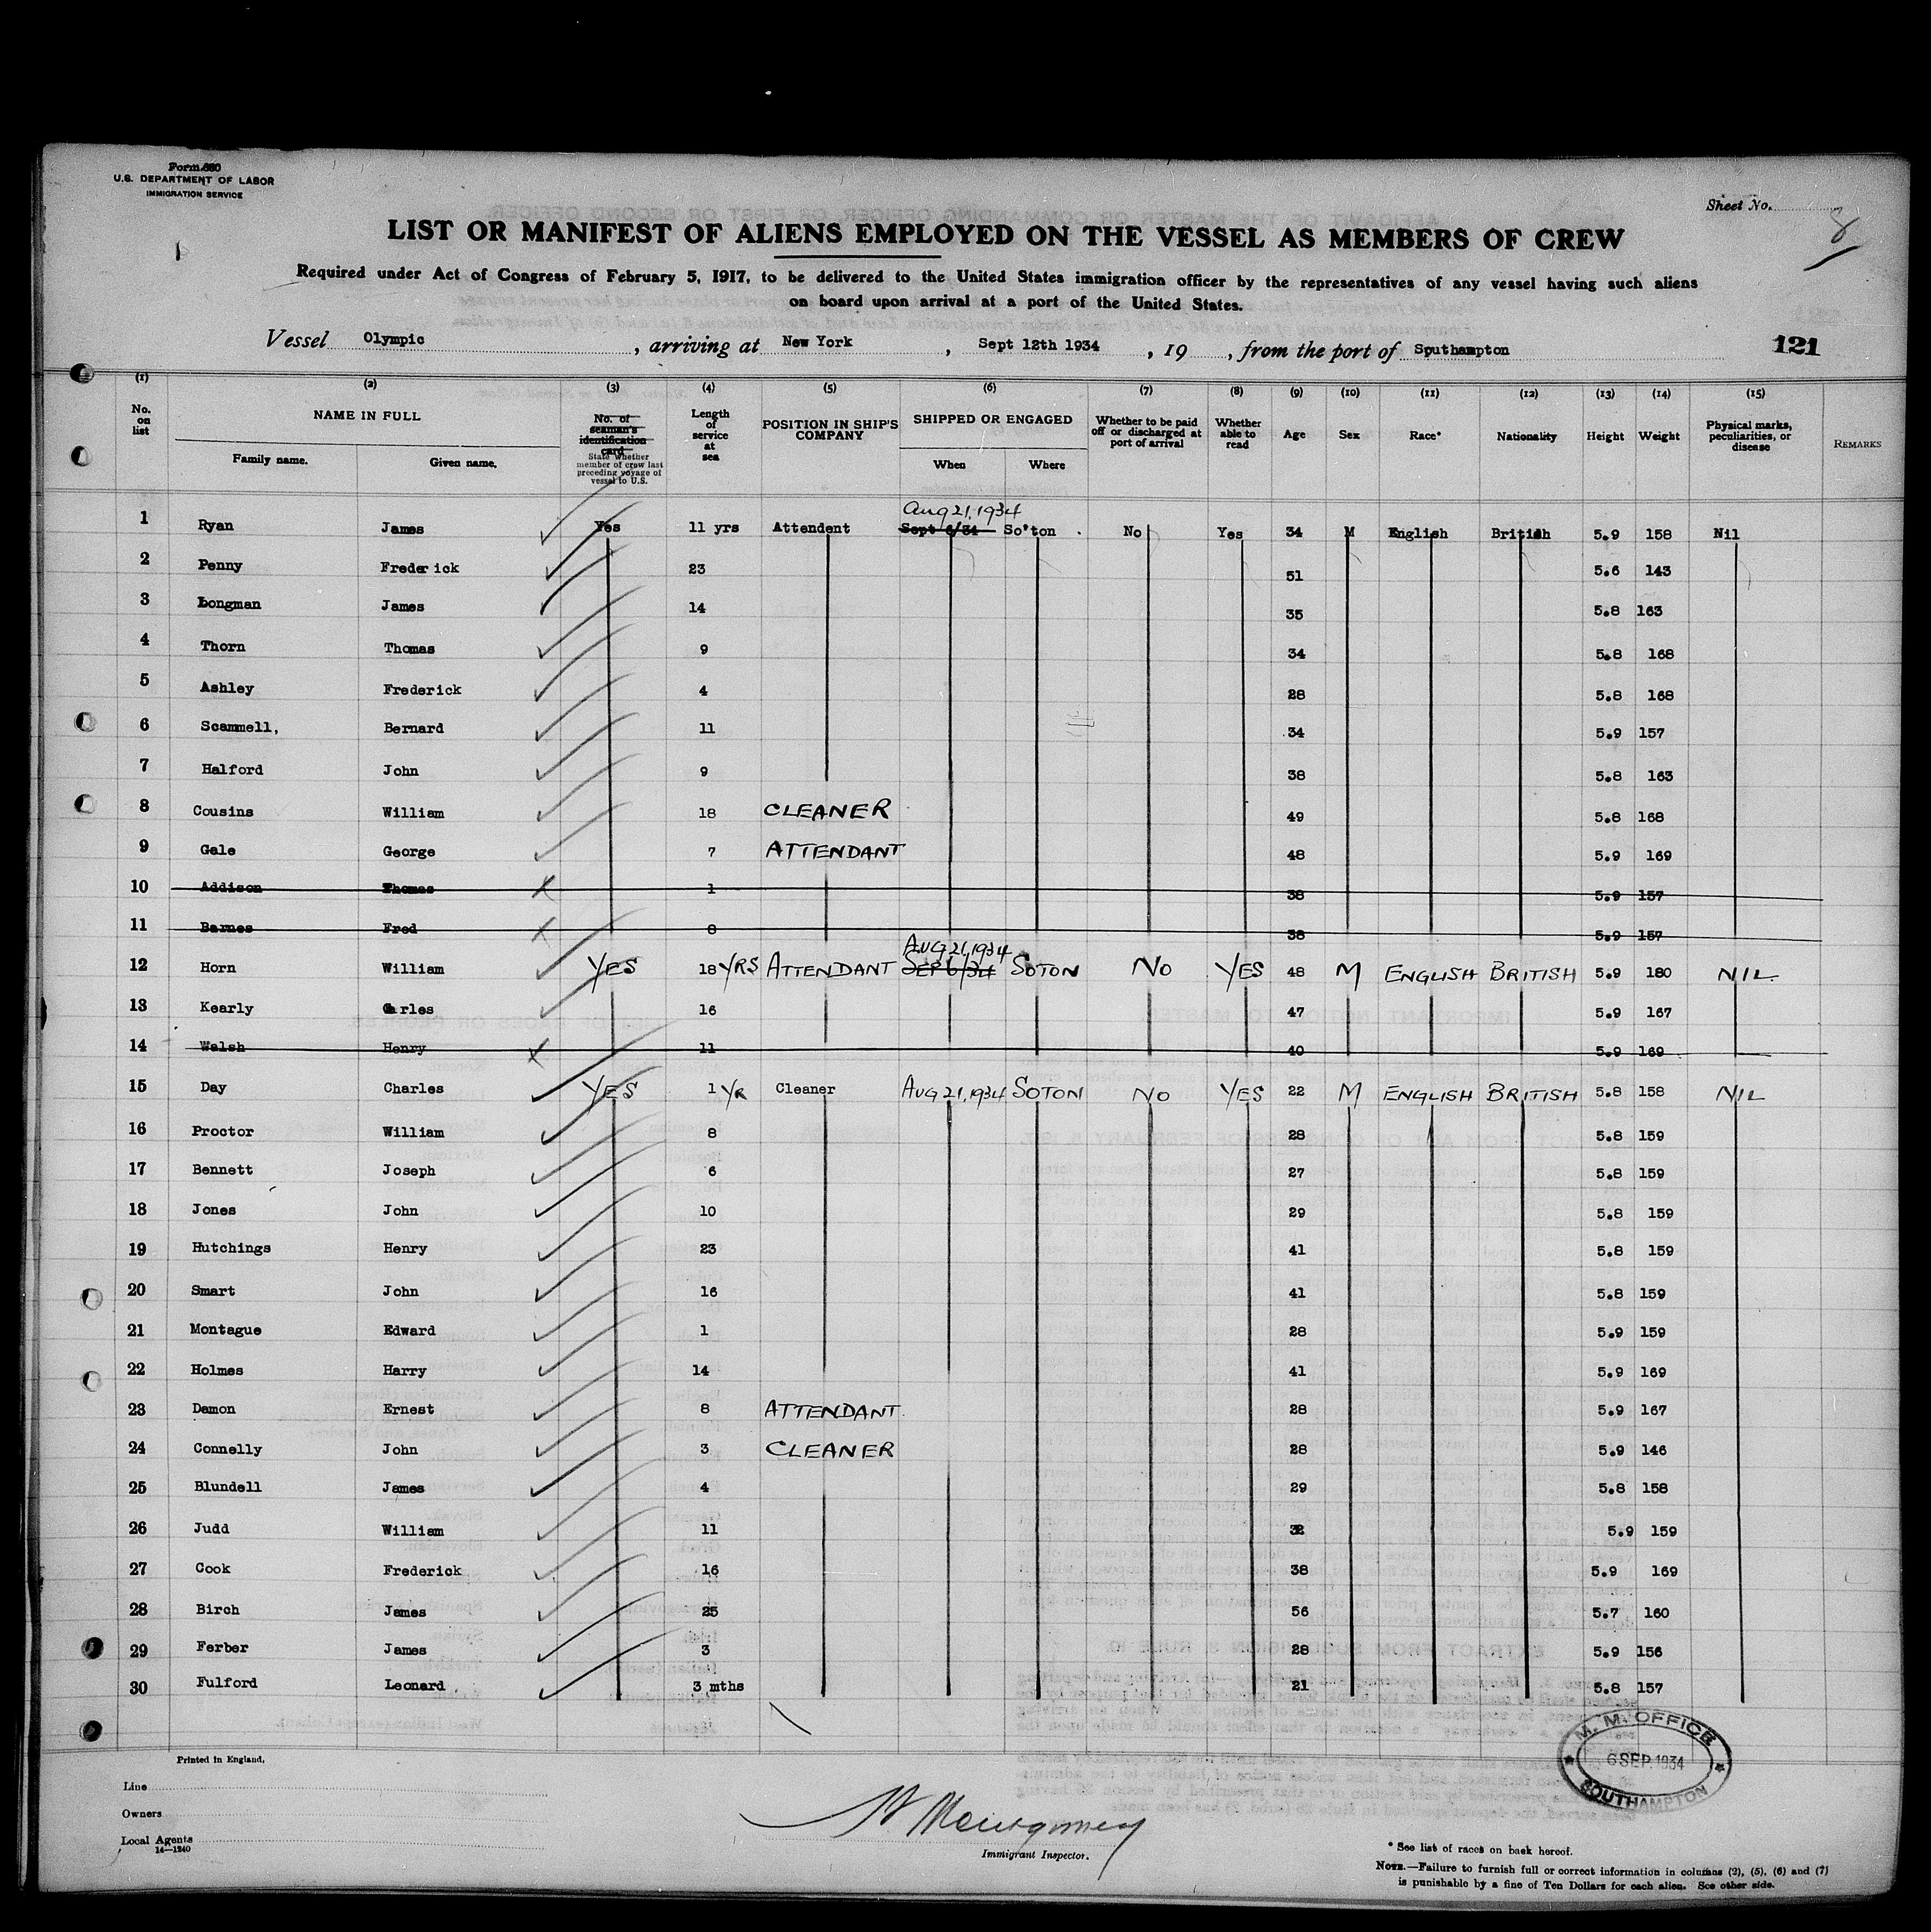 Form 680
U.S. DEPARTMENT OF LABOR
IMMIGRATION SERVICE
Sheet No.
8
LIST OR MANIFEST OF ALIENS EMPLOYED ON THE VESSEL AS MEMBERS OF CREW
Required under Act of Congress of February 5, 1917, to be delivered to the United States immigration officer by the representatives of any vessel having such aliens
on board upon arrival at a port of the United States.
Vessel Olympic, arriving at New York, Sept 12th 1934, 19, from the port of Southampton 121
(1) (2) (3) (4) (5) (6) (7) (8) (9) (10) (11) (12) (13) (14) (15)
No. on list NAME IN FULL Family name. Given name. No. of seaman's identification card State whether member of crew last preceding voyage of vessel to U.S. Length of service at sea POSITION IN SHIP'S COMPANY SHIPPED OR ENGAGED When Where Whether to be paid off or discharged at port of arrival Whether able to read Age Sex Race* Nationality Height Weight Physical marks, peculiarities, or disease REMARKS
Aug 21, 1934
1 Ryan James Yes 11 yrs Attendent Sept 6/34 So'ton No Yes 34 M English British 5.9 158 Nil
2 Penny Frederick 23 51 5.6 143
3 Longman James 14 35 5.8 163
4 Thorn Thomas 9 34 5.8 168
5 Ashley Frederick 4 28 5.8 168
6 Scammell, Bernard 11 34 5.9 157
7 Halford John 9 38 5.8 163
8 Cousins William 18 CLEANER 49 5.8 168
9 Gale George 7 ATTENDANT 48 5.9 169
10 Addison Thomas 1 38 5.9 157
11 Barnes Fred 8 38 5.9 157
AUG 21, 1934
12 Horn William YES 18 YRS ATTENDANT SEP 6/34 SOTON NO YES 48 M ENGLISH BRITISH 5.9 180 NIL.
13 Kearly Carles 16 47 5.9 167
14 Walsh Henry 11 40 5.9 169
15 Day Charles YES 1 YR Cleaner AUG 21, 1934 SOTON NO YES 22 M ENGLISH BRITISH 5.8 158 NIL
16 Proctor William 8 28 5.8 159
17 Bennett Joseph 6 27 5.8 159
18 Jones John 10 29 5.8 159
19 Hutchings Henry 23 41 5.8 159
20 Smart John 16 41 5.8 159
21 Montague Edward 1 28 5.9 159
22 Holmes Harry 14 41 5.9 169
23 Damon Ernest 8 ATTENDANT. 28 5.9 167
24 Connelly John 3 CLEANER 28 5.9 146
25 Blundell James 4 29 5.8 158
26 Judd William 11 32 5.9 159
27 Cook Frederick 16 38 5.9 169
28 Birch James 25 56 5.7 160
29 Ferber James 3 28 5.9 156
30 Fulford Leonard 3 mths 21 5.8 157
M. M. OFFICE
6 SEP. 1934
SOUTHAMPTON
Printed in England.
Line
Owners
Local Agents
14—1240
Montgomery
Immigrant Inspector.
* See list of races on back hereof.
NOTE.—Failure to furnish full or correct information in columns (2), (5), (6) and (7)
is punishable by a fine of Ten Dollars for each alien. See other side.